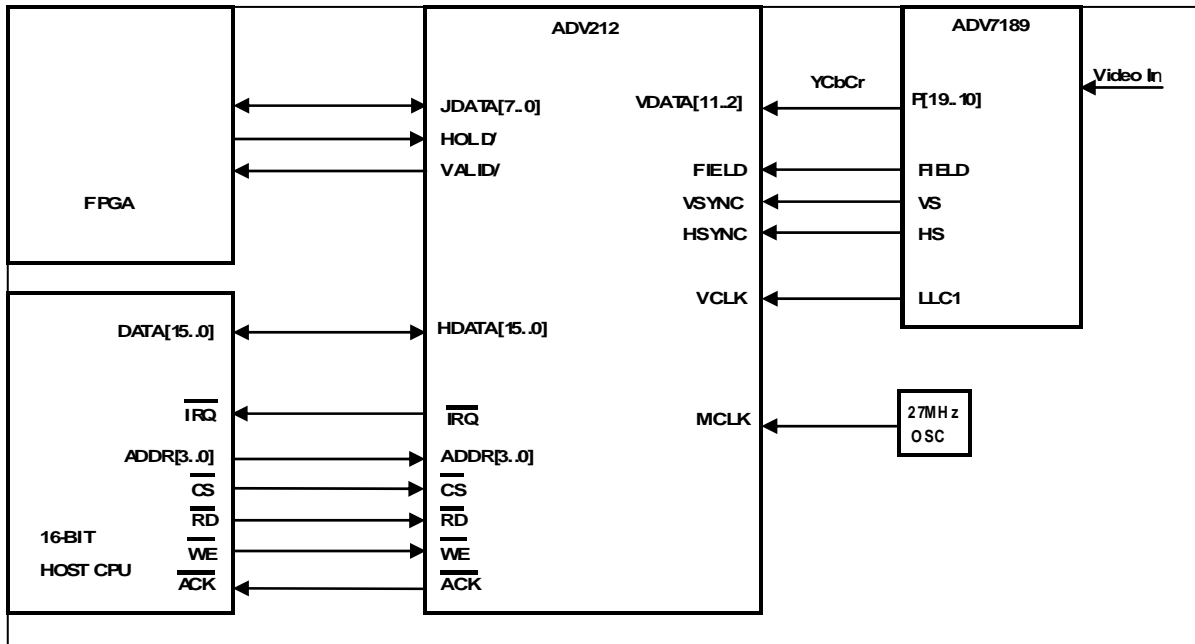 ADV212
ADV7189
YCbCr
Video In
JDATA[7..0]
VDATA[11..2]
P[19..10]
HOLD/
VALID/
FIELD
FIELD
FPGA
VSYNC
VS
HSYNC
HS
VCLK
LLC1
DATA[15..0]
HDATA[15..0]
IRQ
IRQ
MCLK
27MHz
OSC
ADDR[3..0]
ADDR[3..0]
CS
CS
RD
RD
16-BIT
HOST CPU
WE
WE
ACK
ACK